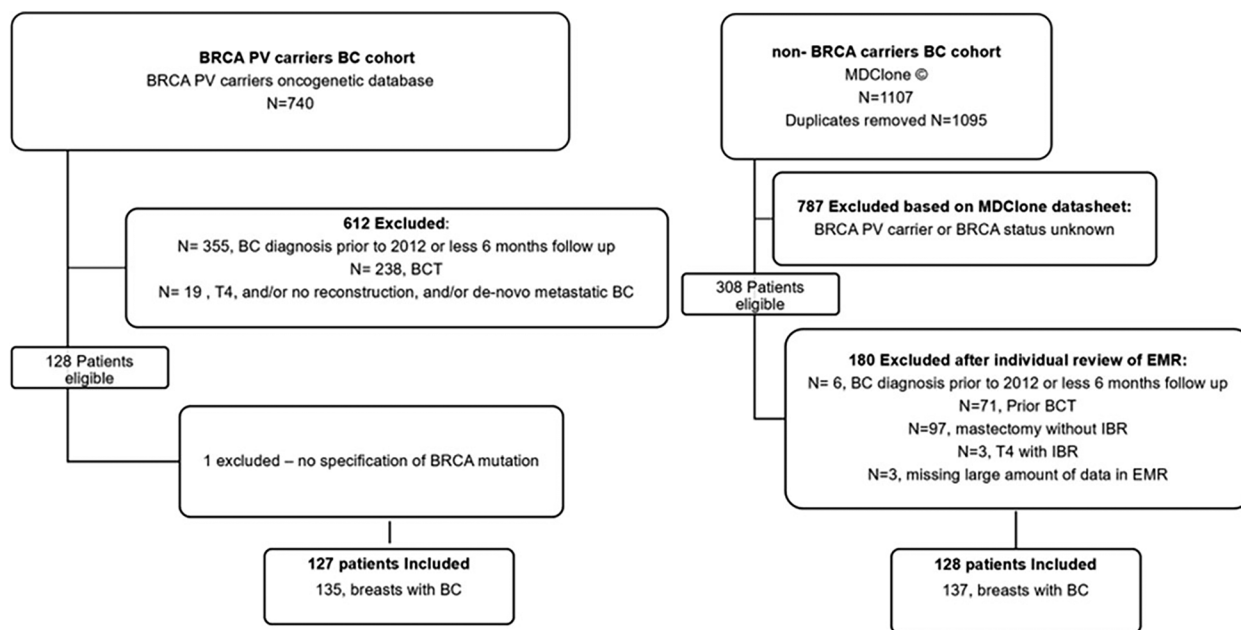 BRCA PV carriers BC cohort
BRCA PV carriers oncogenetic database
N=740
612 Excluded:
N= 355, BC diagnosis prior to 2012 or less 6 months follow up
N= 238, BCT
N= 19 , T4, and/or no reconstruction, and/or de-novo metastatic BC
128 Patients
eligible
1 excluded – no specification of BRCA mutation
127 patients Included
135, breasts with BC
non- BRCA carriers BC cohort
MDClone ©
N=1107
Duplicates removed N=1095
787 Excluded based on MDClone datasheet:
BRCA PV carrier or BRCA status unknown
308 Patients
eligible
180 Excluded after individual review of EMR:
N= 6, BC diagnosis prior to 2012 or less 6 months follow up
N=71, Prior BCT
N=97, mastectomy without IBR
N=3, T4 with IBR
N=3, missing large amount of data in EMR
128 patients Included
137, breasts with BC